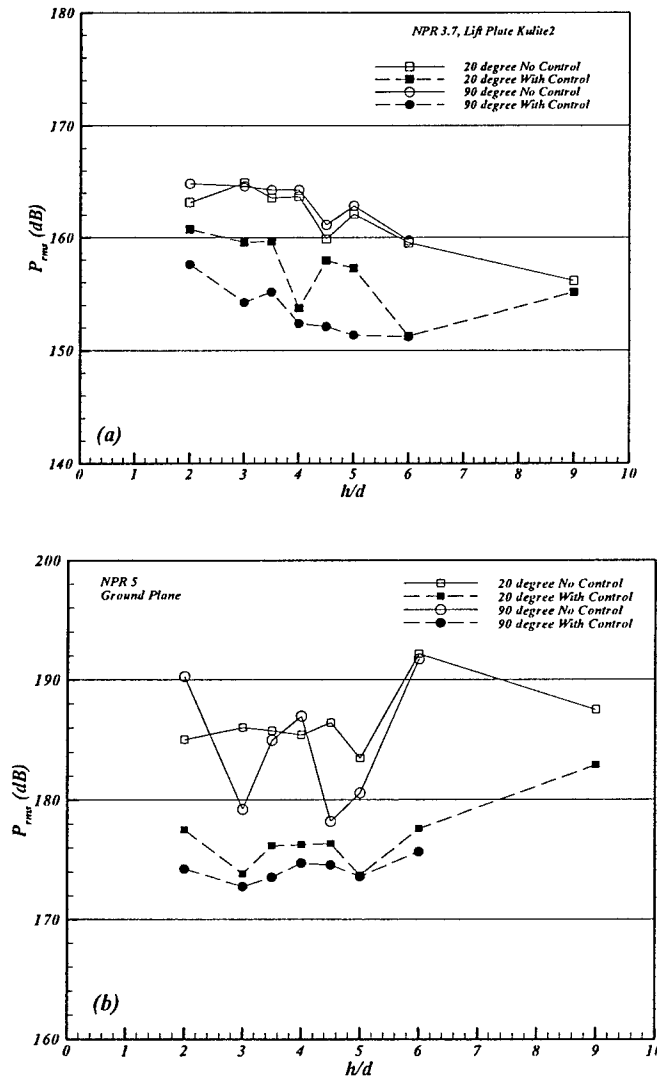 180
NPR 3.7, Lift Plate Kulite2
20 degree No Control
20 degree With Control
90 degree No Control
90 degree With Control
170
160
150
140
P_rms (dB)
(a)
0 1 2 3 4 5 6 7 8 9 10
h/d
200
NPR 5
Ground Plane
20 degree No Control
20 degree With Control
90 degree No Control
90 degree With Control
190
180
170
160
P_rms (dB)
(b)
0 1 2 3 4 5 6 7 8 9 10
h/d